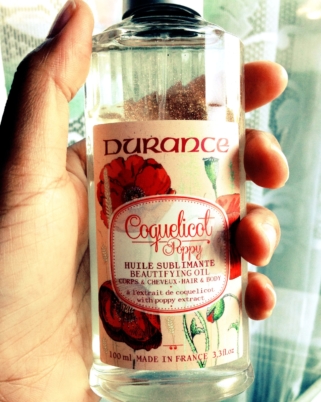 DURANCE
Coquelicot
Poppy
HUILE SUBLIMANTE
BEAUTIFYING OIL
CORPS & CHEVEUX • HAIR & BODY
à l'extrait de coquelicot
with poppy extract
100 ml MADE IN FRANCE 3,3fl.oz